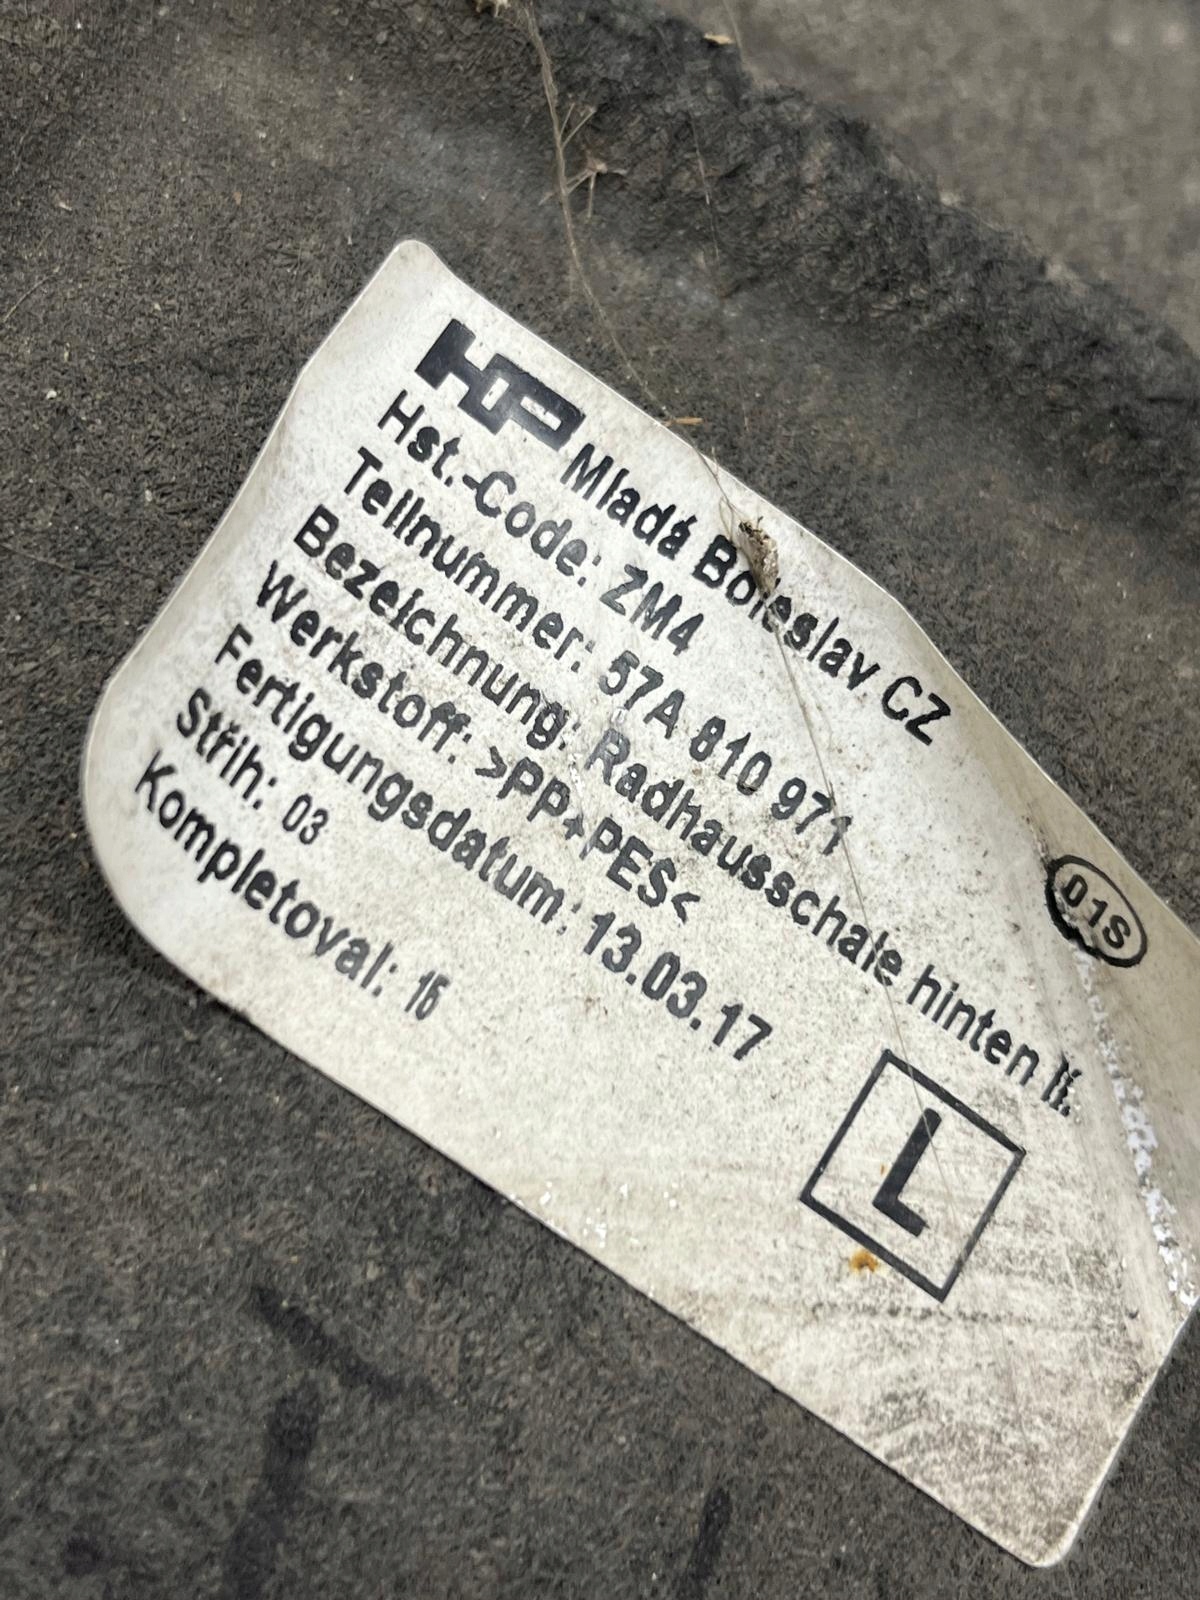 HP Mladá Boleslav CZ
Hst.-Code: ZM4
Teilnummer: 57A 810 971
Bezeichnung: Radhausschale hinten li.
Werkstoff: >PP+PES<
Fertigungsdatum: 13.03.17
Střih: 03
Kompletoval: 15
01S
L